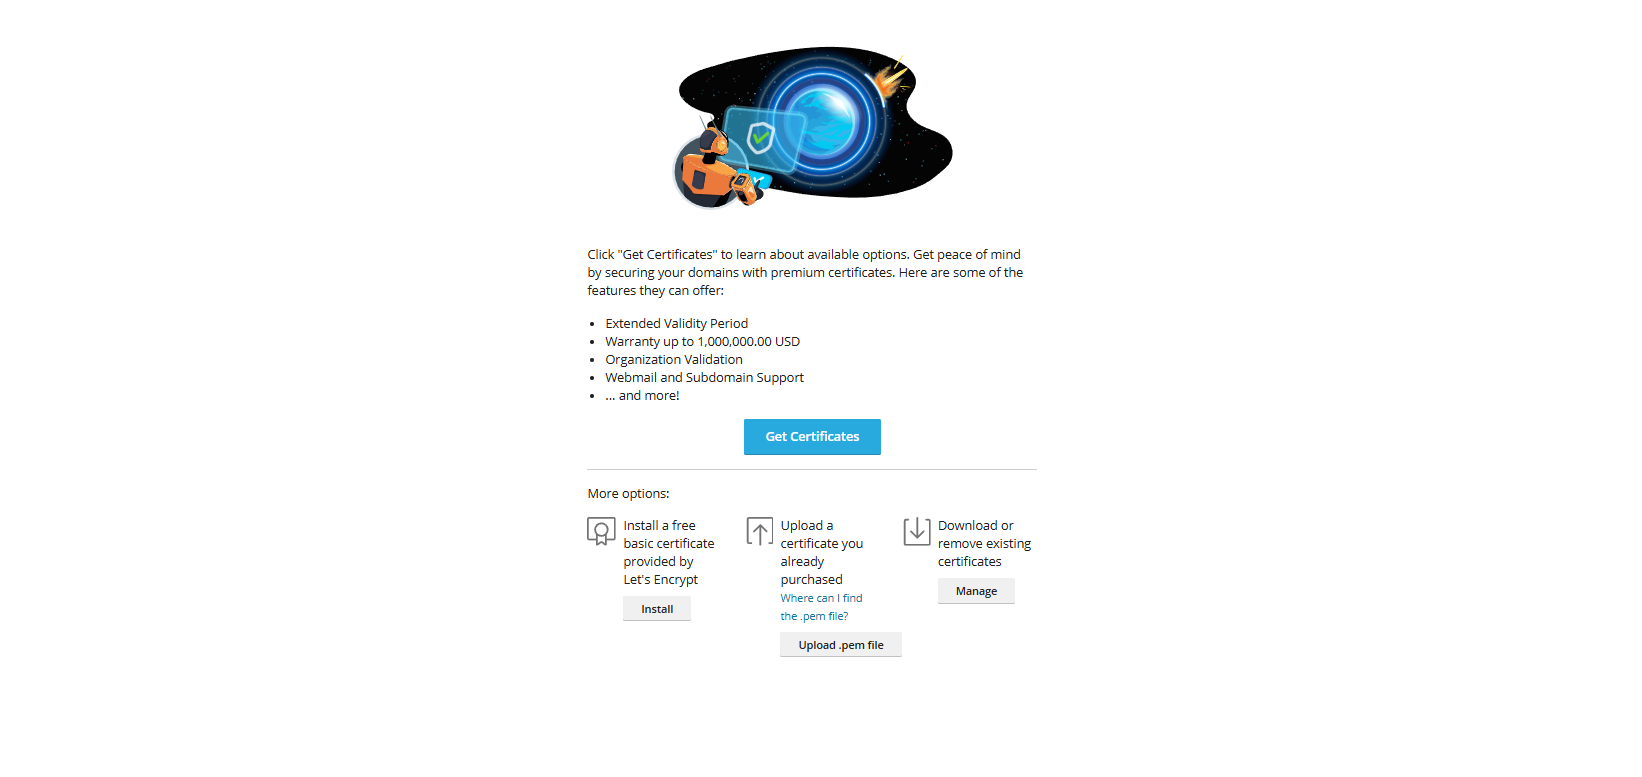 Click "Get Certificates" to learn about available options. Get peace of mind
by securing your domains with premium certificates. Here are some of the
features they can offer:
• Extended Validity Period
• Warranty up to 1,000,000.00 USD
• Organization Validation
• Webmail and Subdomain Support
• ... and more!
Get Certificates
More options:
Install a free
basic certificate
provided by
Let's Encrypt
Install
Upload a
certificate you
already
purchased
Where can I find
the .pem file?
Upload .pem file
Download or
remove existing
certificates
Manage